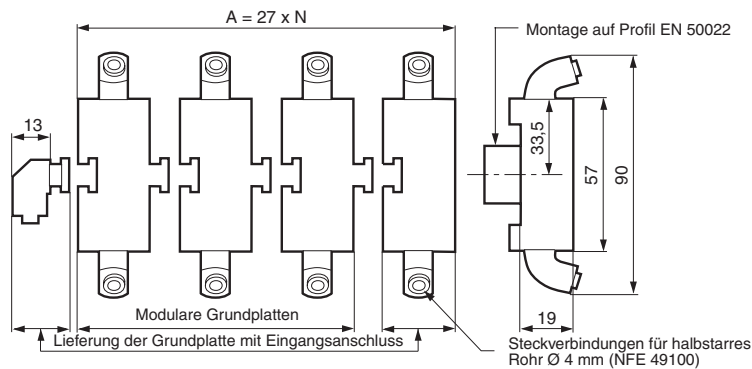 A = 27 x N
Montage auf Profil EN 50022
13
33,5
57
90
Modulare Grundplatten
19
Lieferung der Grundplatte mit Eingangsanschluss
Steckverbindungen für halbstarres
Rohr Ø 4 mm (NFE 49100)